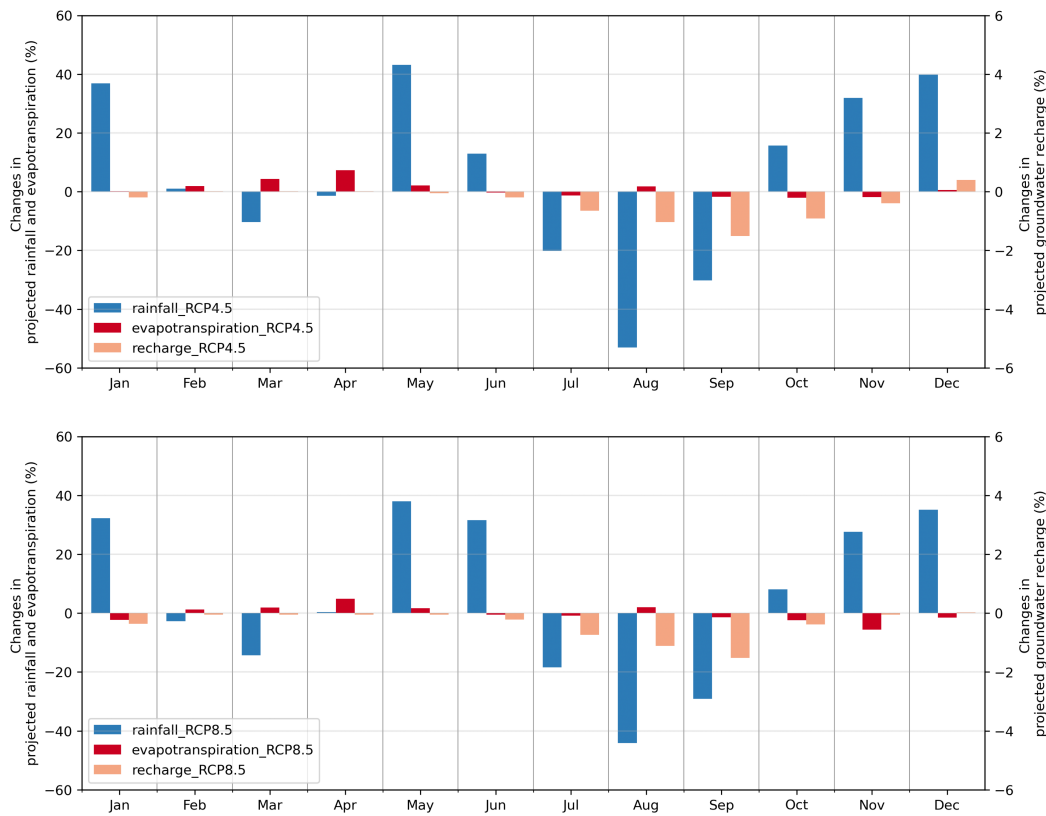 60
40
20
0
−20
−40
−60
Changes in
projected rainfall and evapotranspiration (%)
6
4
2
0
−2
−4
−6
Changes in
projected groundwater recharge (%)
rainfall_RCP4.5
evapotranspiration_RCP4.5
recharge_RCP4.5
Jan Feb Mar Apr May Jun Jul Aug Sep Oct Nov Dec
60
40
20
0
−20
−40
−60
Changes in
projected rainfall and evapotranspiration (%)
6
4
2
0
−2
−4
−6
Changes in
projected groundwater recharge (%)
rainfall_RCP8.5
evapotranspiration_RCP8.5
recharge_RCP8.5
Jan Feb Mar Apr May Jun Jul Aug Sep Oct Nov Dec